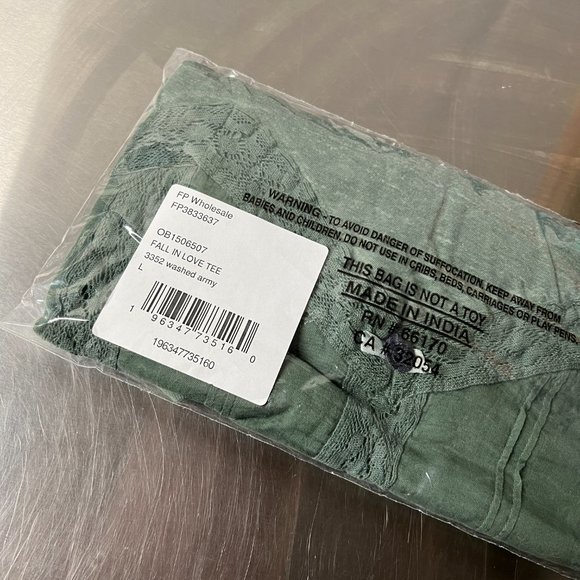 FP Wholesale
FP3833637
OB1506507
FALL IN LOVE TEE
3352 washed army
L
1 96347 73516 0
196347735160
WARNING - TO AVOID DANGER OF SUFFOCATION, KEEP AWAY FROM
BABIES AND CHILDREN. DO NOT USE IN CRIBS, BEDS, CARRIAGES OR PLAY PENS.
THIS BAG IS NOT A TOY
MADE IN INDIA
RN # 66170
CA # 33054